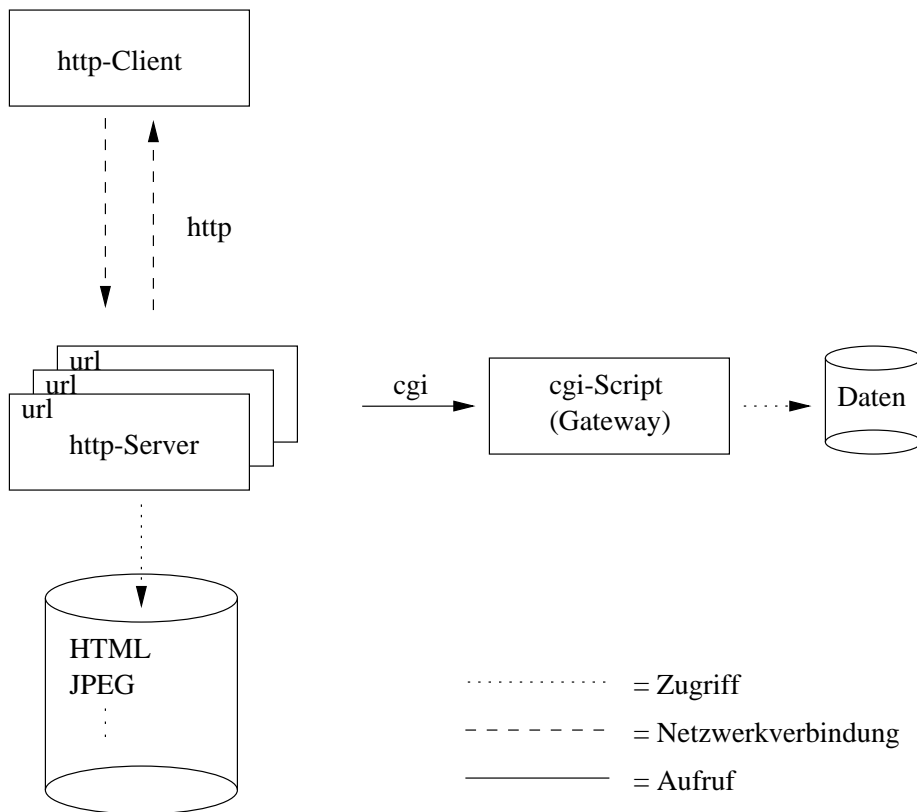 http-Client
http
url
url
url
http-Server
cgi
cgi-Script
(Gateway)
Daten
HTML
JPEG
= Zugriff
= Netzwerkverbindung
= Aufruf